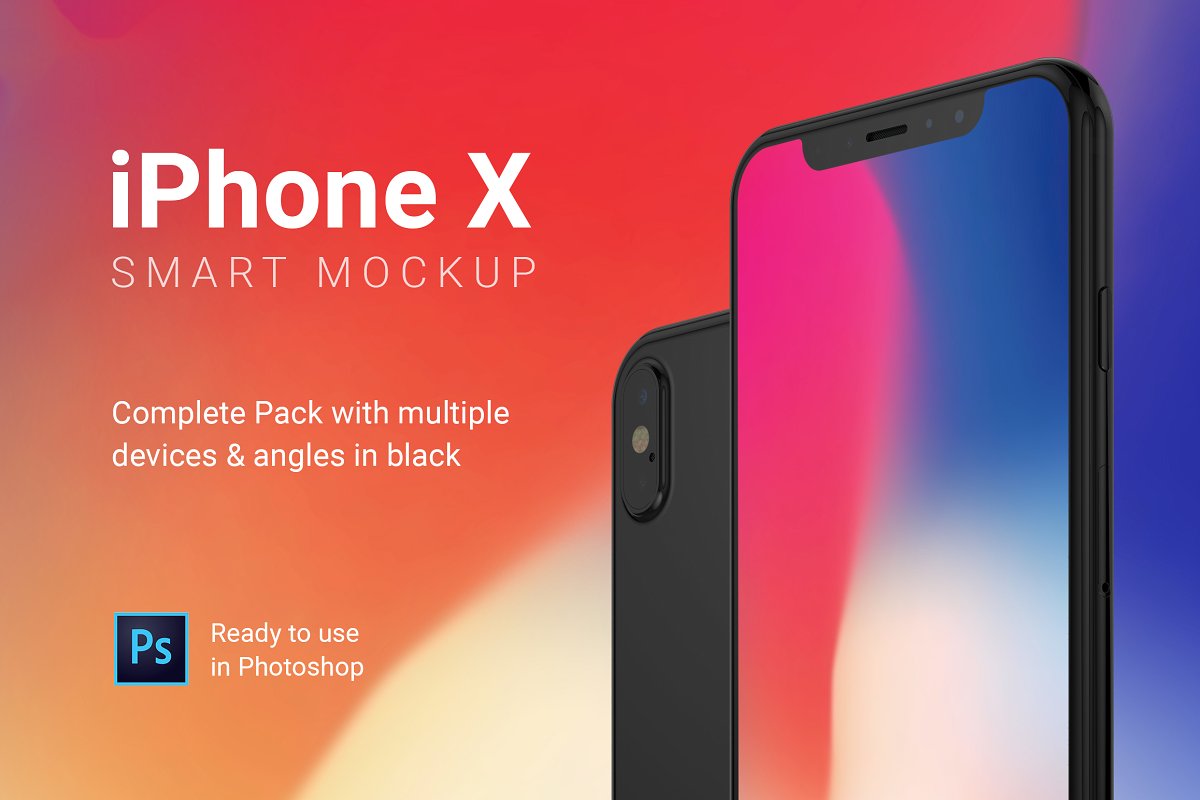 iPhone X
SMART MOCKUP
Complete Pack with multiple
devices & angles in black
Ps
Ready to use
in Photoshop